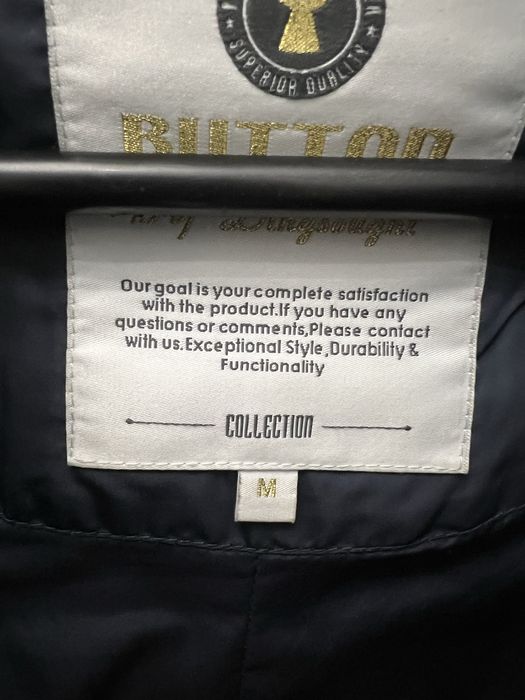 SUPERIOR QUALITY
BUTTON
Our goal is your complete satisfaction
with the product.If you have any
questions or comments,Please contact
with us.Exceptional Style,Durability &
Functionality
COLLECTION
M